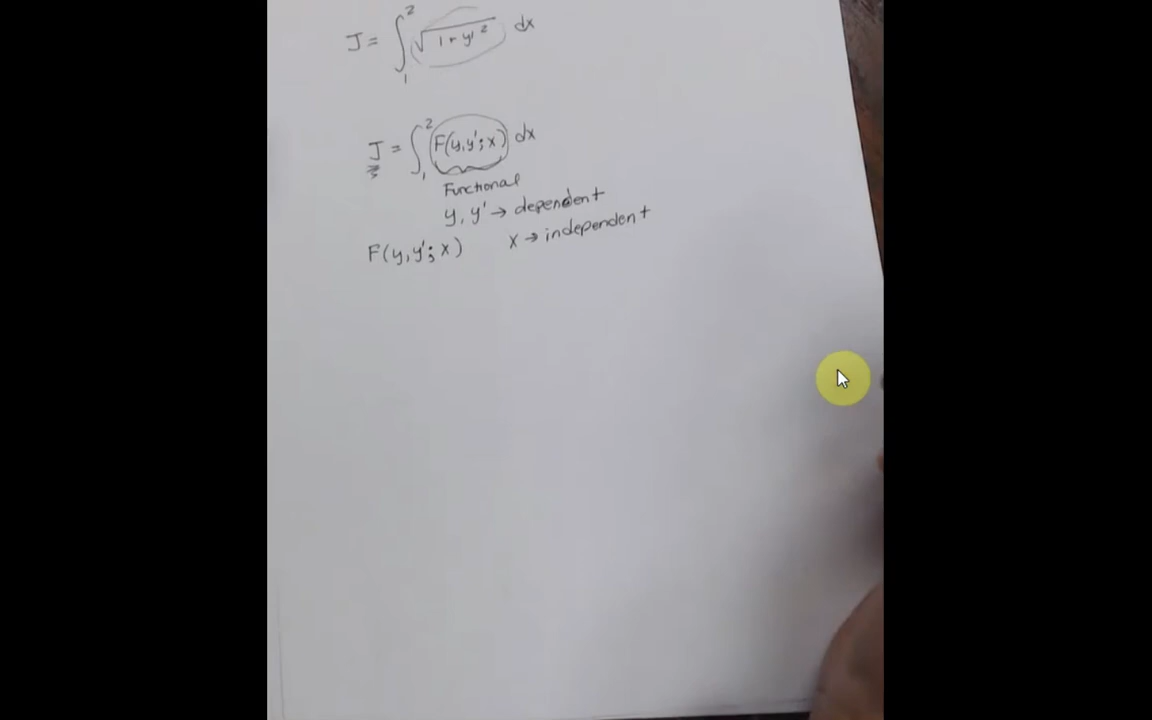 J = ∫₁² √(1 + y'²) dx
J = ∫₁² F(y,y';x) dx
Functional
y, y' → dependent
F(y,y';x) x → independent